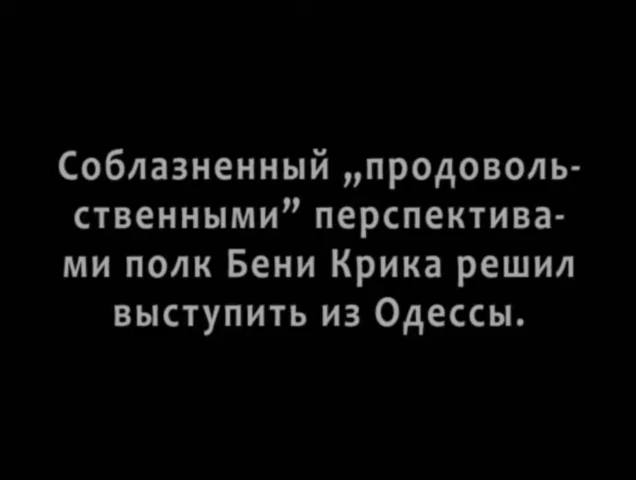 Соблазненный „продоволь-
ственными” перспектива-
ми полк Бени Крика решил
выступить из Одессы.